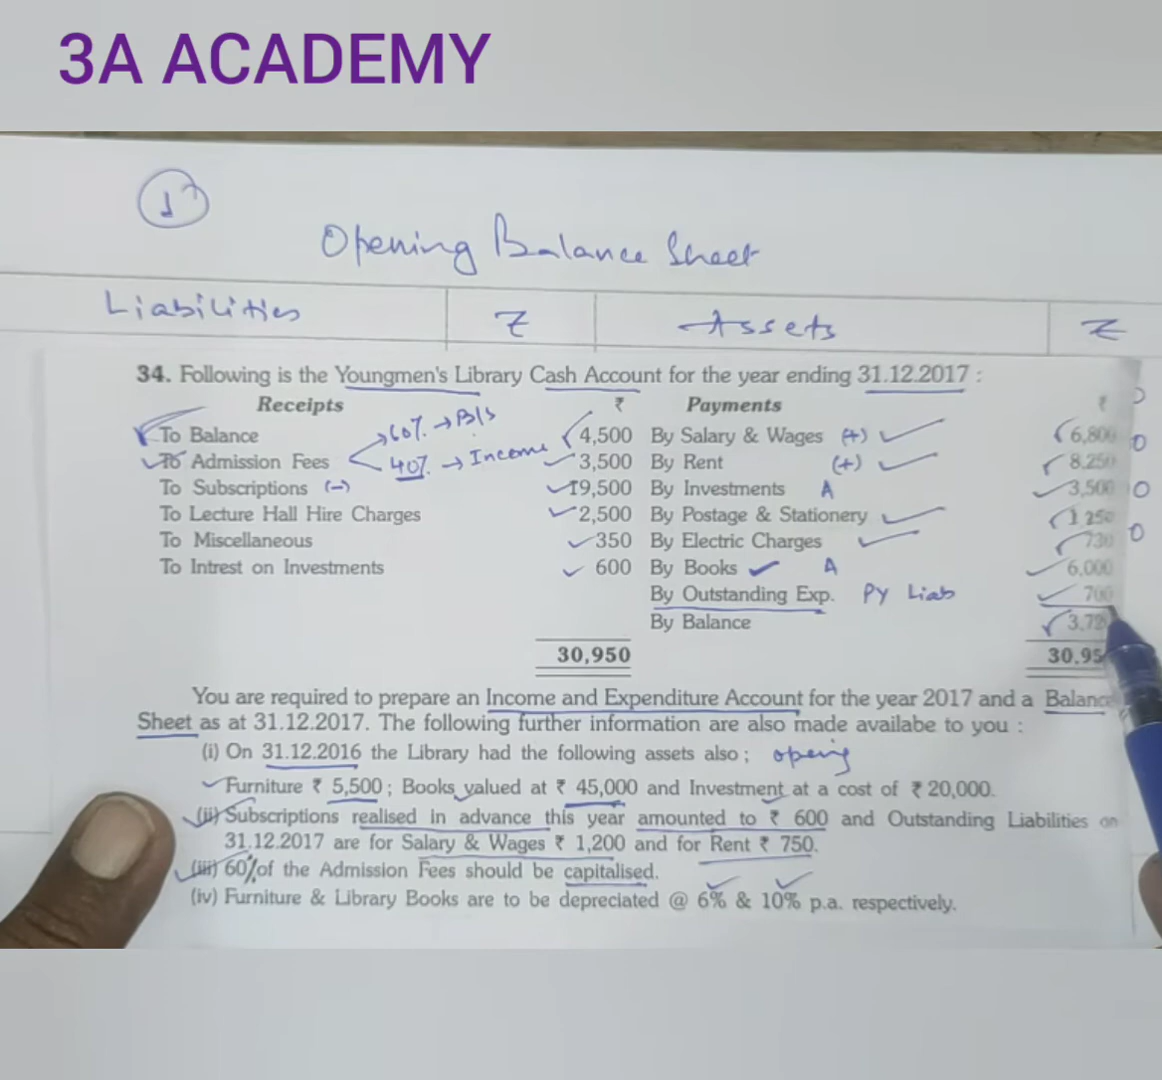 3A ACADEMY
1
Opening Balance Sheet
Liabilities ₹ Assets ₹
34. Following is the Youngmen's Library Cash Account for the year ending 31.12.2017 :
Receipts ₹ Payments ₹
To Balance 4,500 By Salary & Wages (+) 6,800
→ 60% → B/S
To Admission Fees 3,500 By Rent (+) 8,250
40% → Income
To Subscriptions (-) 19,500 By Investments A 3,500
To Lecture Hall Hire Charges 2,500 By Postage & Stationery 1 250
To Miscellaneous 350 By Electric Charges 730
To Intrest on Investments 600 By Books A 6,000
By Outstanding Exp. PY Liab 700
By Balance 3,72
30,950 30,95
You are required to prepare an Income and Expenditure Account for the year 2017 and a Balance
Sheet as at 31.12.2017. The following further information are also made availabe to you :
(i) On 31.12.2016 the Library had the following assets also ; opening
Furniture ₹ 5,500 ; Books valued at ₹ 45,000 and Investment at a cost of ₹ 20,000.
(ii) Subscriptions realised in advance this year amounted to ₹ 600 and Outstanding Liabilities on
31.12.2017 are for Salary & Wages ₹ 1,200 and for Rent ₹ 750.
(iii) 60% of the Admission Fees should be capitalised.
(iv) Furniture & Library Books are to be depreciated @ 6% & 10% p.a. respectively.